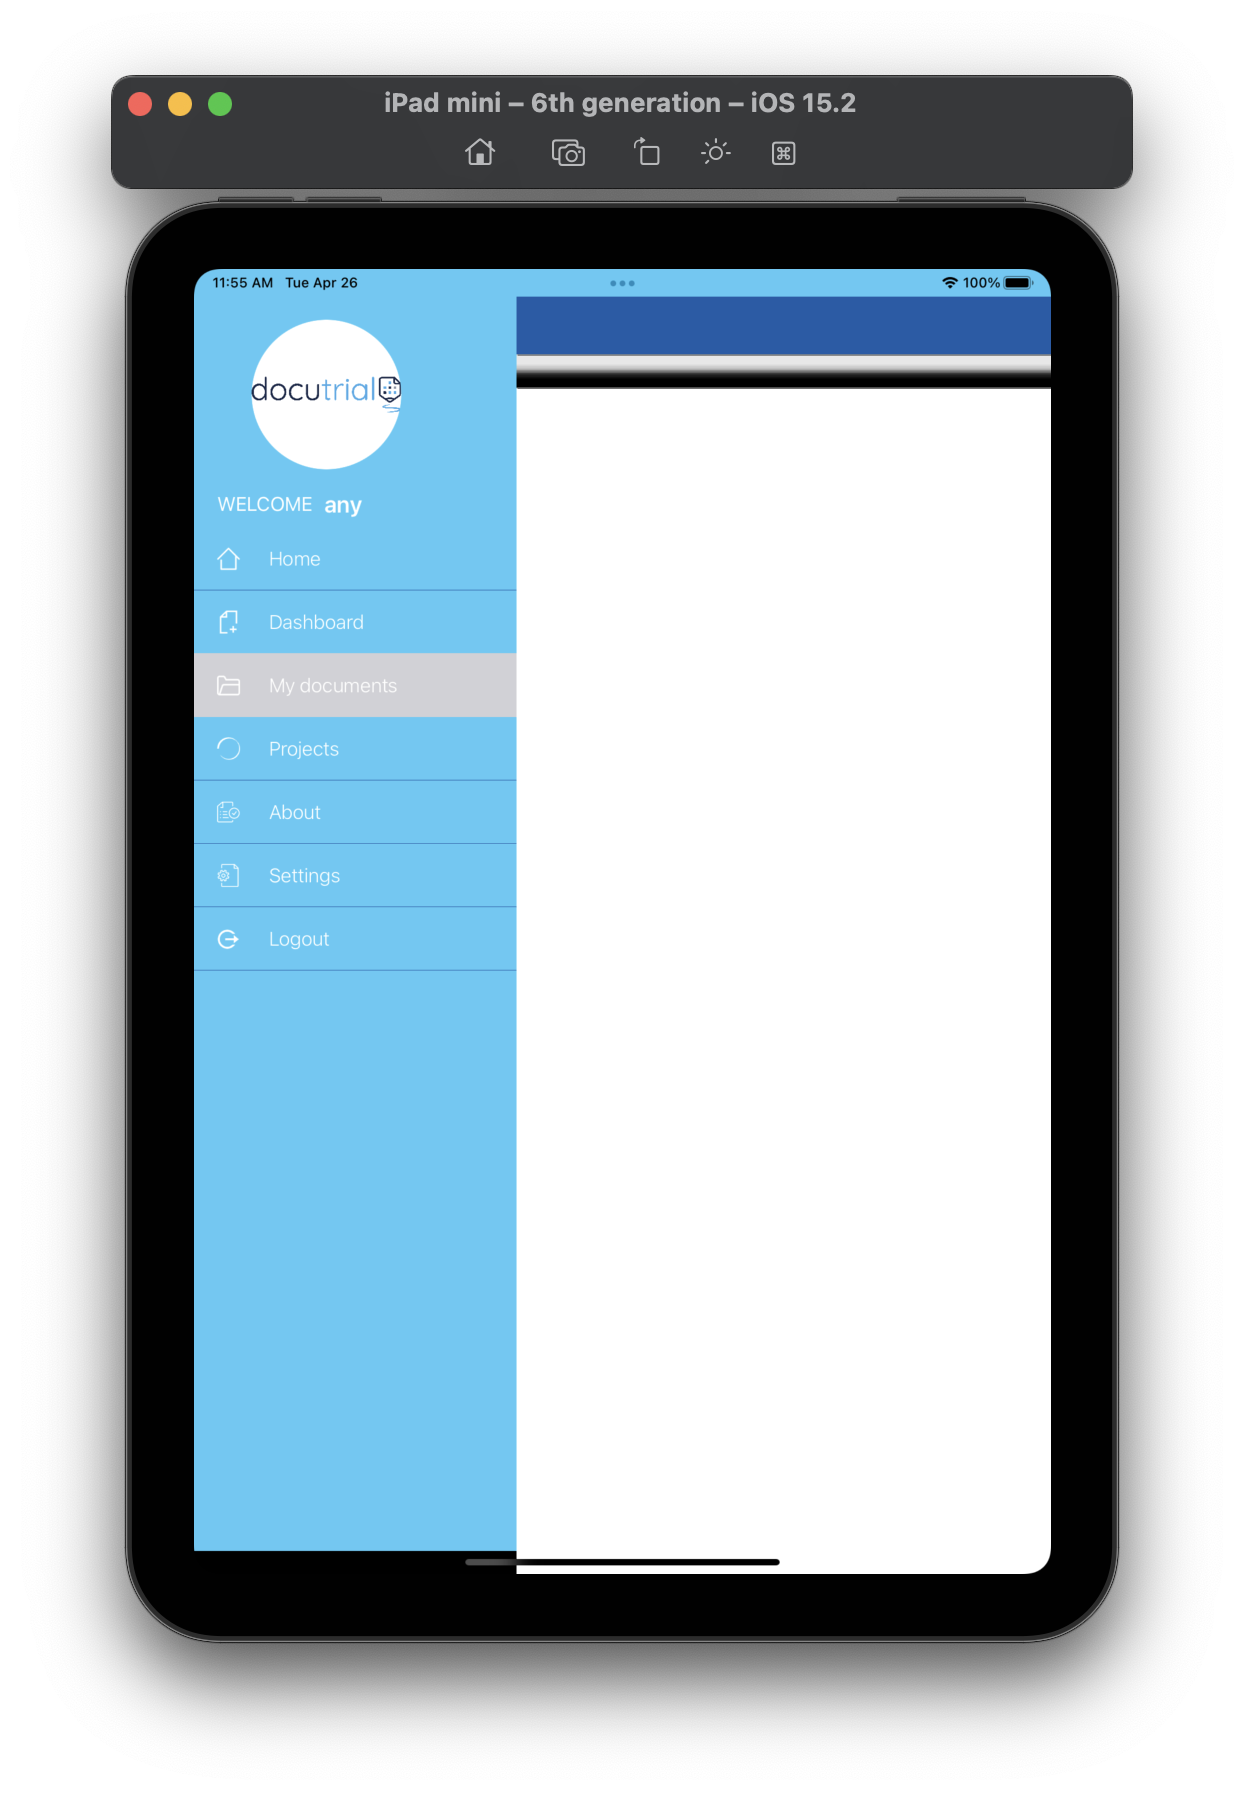 iPad mini – 6th generation – iOS 15.2
11:55 AM Tue Apr 26
100%
docutrial
WELCOME any
Home
Dashboard
My documents
Projects
About
Settings
Logout